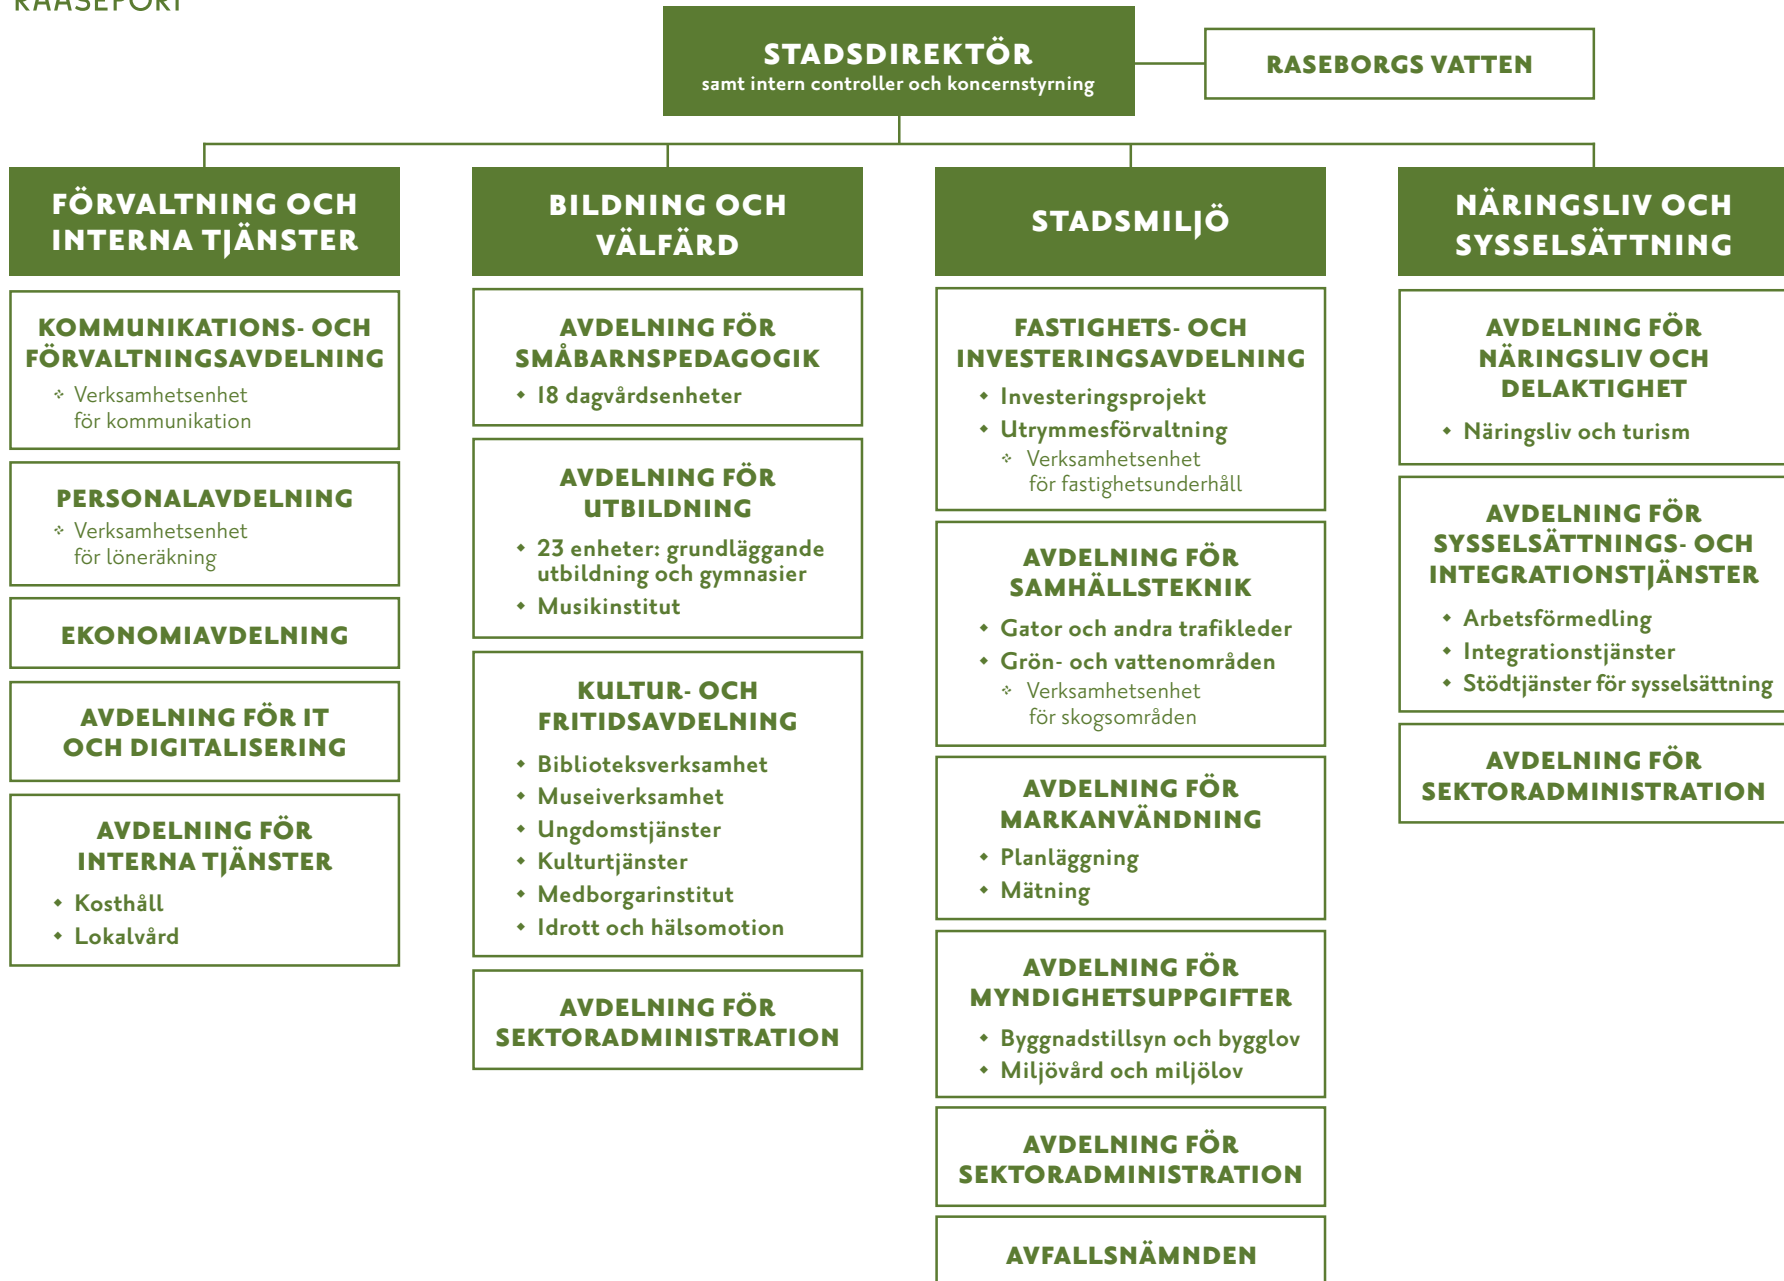 RAASEPORI
STADSDIREKTÖR
samt intern controller och koncernstyrning
RASEBORGS VATTEN
FÖRVALTNING OCH
INTERNA TJÄNSTER
KOMMUNIKATIONS- OCH
FÖRVALTNINGSAVDELNING
Verksamhetsenhet
för kommunikation
PERSONALAVDELNING
Verksamhetsenhet
för löneräkning
EKONOMIAVDELNING
AVDELNING FÖR IT
OCH DIGITALISERING
AVDELNING FÖR
INTERNA TJÄNSTER
Kosthåll
Lokalvård
BILDNING OCH
VÄLFÄRD
AVDELNING FÖR
SMÅBARNSPEDAGOGIK
18 dagvårdsenheter
AVDELNING FÖR
UTBILDNING
23 enheter: grundläggande
utbildning och gymnasier
Musikinstitut
KULTUR- OCH
FRITIDSAVDELNING
Biblioteksverksamhet
Museiverksamhet
Ungdomstjänster
Kulturtjänster
Medborgarinstitut
Idrott och hälsomotion
AVDELNING FÖR
SEKTORADMINISTRATION
STADSMILJÖ
FASTIGHETS- OCH
INVESTERINGSAVDELNING
Investeringsprojekt
Utrymmesförvaltning
Verksamhetsenhet
för fastighetsunderhåll
AVDELNING FÖR
SAMHÄLLSTEKNIK
Gator och andra trafikleder
Grön- och vattenområden
Verksamhetsenhet
för skogsområden
AVDELNING FÖR
MARKANVÄNDNING
Planläggning
Mätning
AVDELNING FÖR
MYNDIGHETSUPPGIFTER
Byggnadstillsyn och bygglov
Miljövård och miljölov
AVDELNING FÖR
SEKTORADMINISTRATION
AVFALLSNÄMNDEN
NÄRINGSLIV OCH
SYSSELSÄTTNING
AVDELNING FÖR
NÄRINGSLIV OCH
DELAKTIGHET
Näringsliv och turism
AVDELNING FÖR
SYSSELSÄTTNINGS- OCH
INTEGRATIONSTJÄNSTER
Arbetsförmedling
Integrationstjänster
Stödtjänster för sysselsättning
AVDELNING FÖR
SEKTORADMINISTRATION